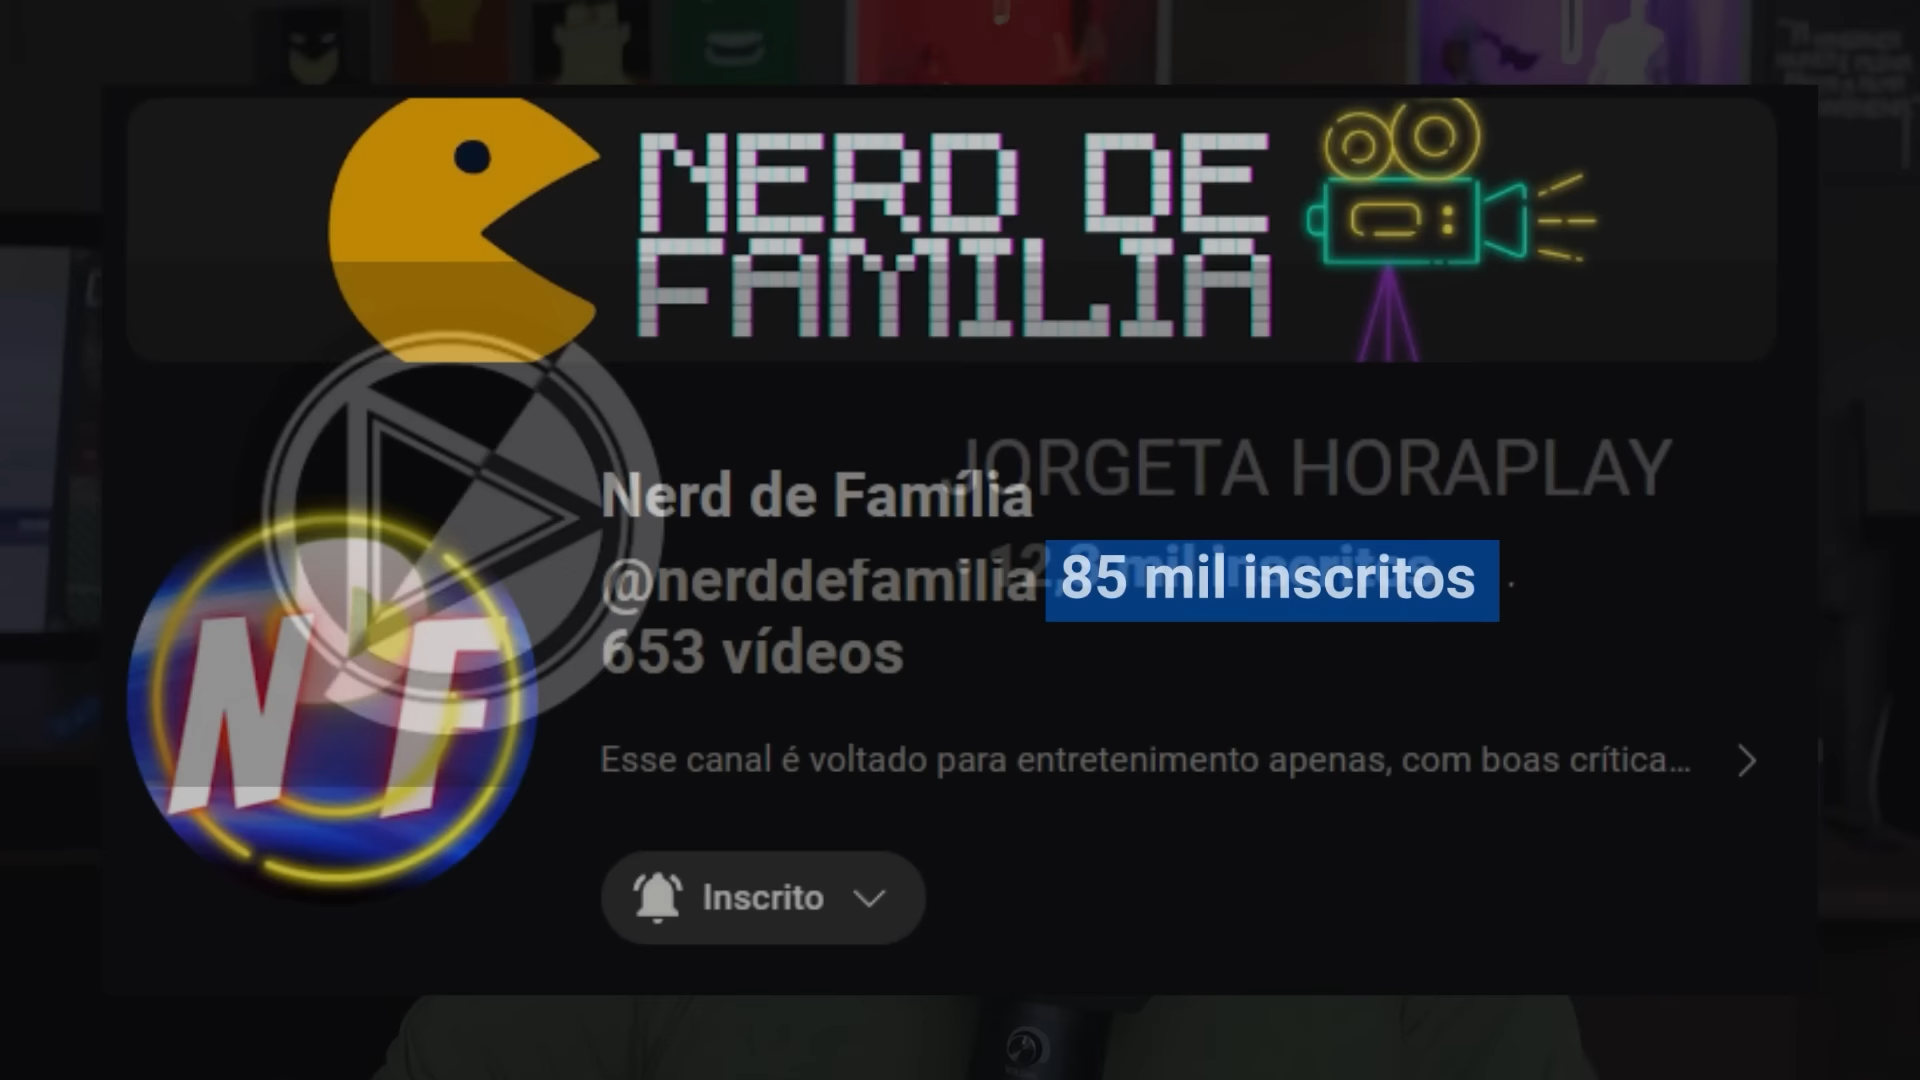 NERD DE
FAMILIA
JORGETA HORAPLAY
Nerd de Família
@nerddefamilia 85 mil inscritos
653 vídeos
Esse canal é voltado para entretenimento apenas, com boas crítica...
Inscrito
NF